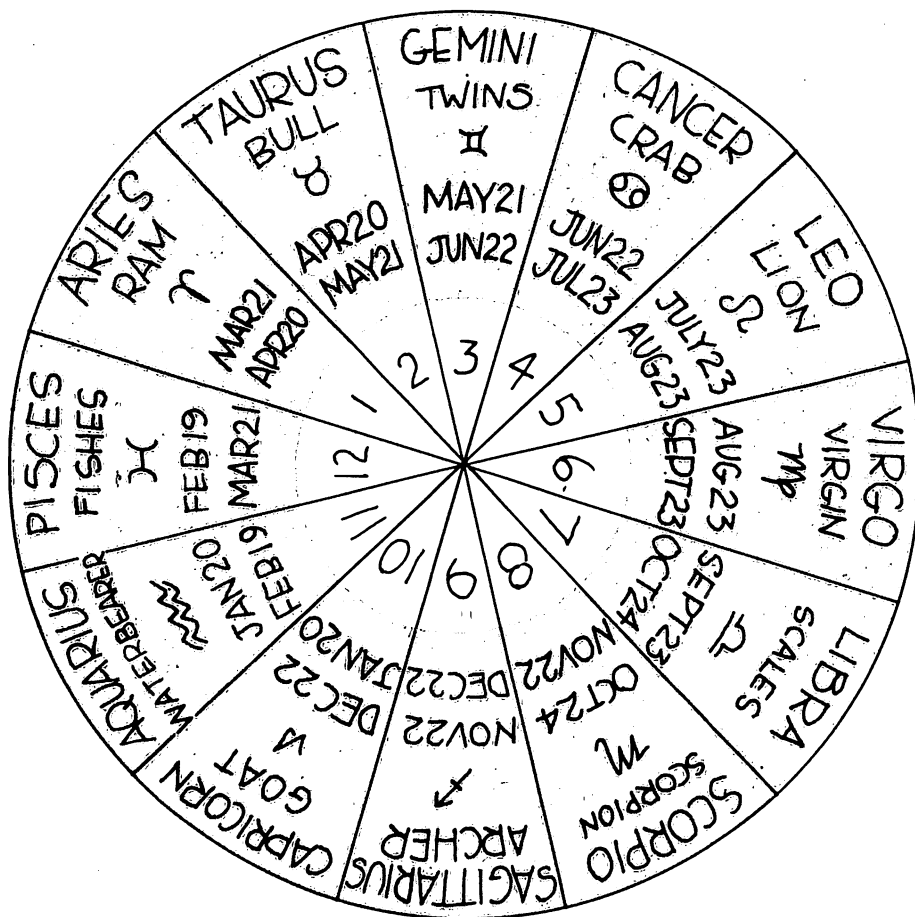 ARIES
RAM
♈
MAR21
APR20
1
TAURUS
BULL
♉
APR20
MAY21
2
GEMINI
TWINS
♊
MAY21
JUN22
3
CANCER
CRAB
♋
JUN22
JUL23
4
LEO
LION
♌
JULY23
AUG23
5
VIRGO
VIRGIN
♍
AUG23
SEPT23
6
LIBRA
SCALES
♎
SEPT23
OCT24
7
SCORPIO
SCORPION
♏
OCT24
NOV22
8
SAGITTARIUS
ARCHER
♐
NOV22
DEC22
9
CAPRICORN
GOAT
♑
DEC22
JAN20
10
AQUARIUS
WATERBEARER
♒
JAN20
FEB19
11
PISCES
FISHES
♓
FEB19
MAR21
12